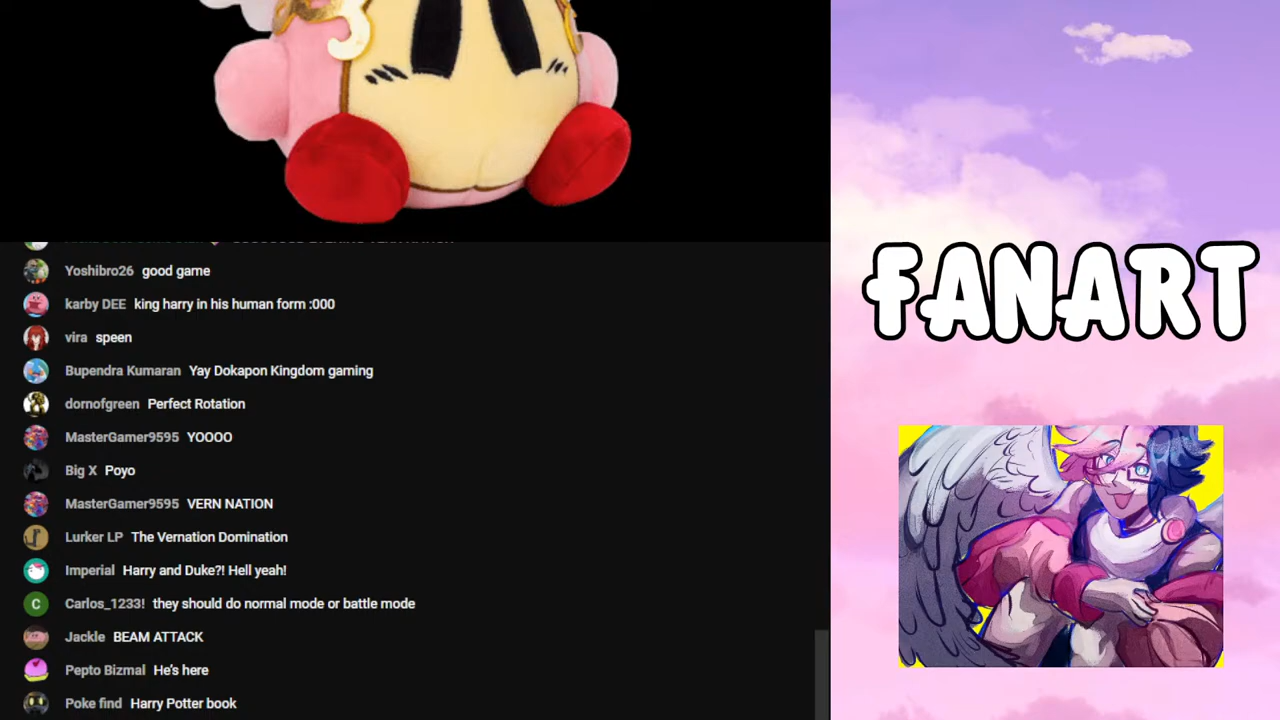 Yoshibro26 good game
karby DEE king harry in his human form :000
vira speen
Bupendra Kumaran Yay Dokapon Kingdom gaming
dornofgreen Perfect Rotation
MasterGamer9595 YOOOO
Big X Poyo
MasterGamer9595 VERN NATION
Lurker LP The Vernation Domination
Imperial Harry and Duke?! Hell yeah!
C Carlos_1233! they should do normal mode or battle mode
Jackle BEAM ATTACK
Pepto Bizmal He's here
Poke find Harry Potter book
FANART